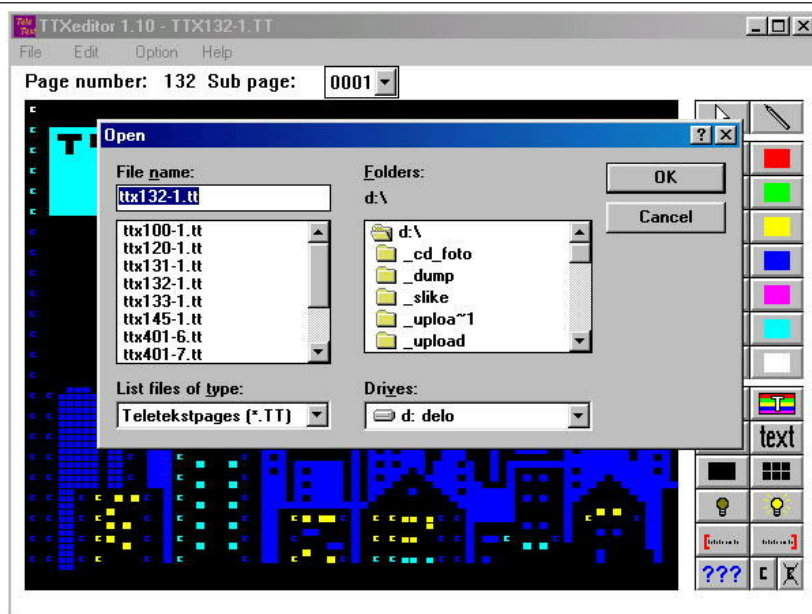 Tele
Text
TTXeditor 1.10 - TTX132-1.TT
File Edit Option Help
Page number: 132 Sub page: 0001
Open
File name:
ttx132-1.tt
ttx100-1.tt
ttx120-1.tt
ttx131-1.tt
ttx132-1.tt
ttx133-1.tt
ttx145-1.tt
ttx401-6.tt
ttx401-7.tt
List files of type:
Teletekstpages (*.TT)
Folders:
d:\
d:\
_cd_foto
_dump
_slike
_uploa~1
_upload
Drives:
d: delo
OK
Cancel
T
text
???